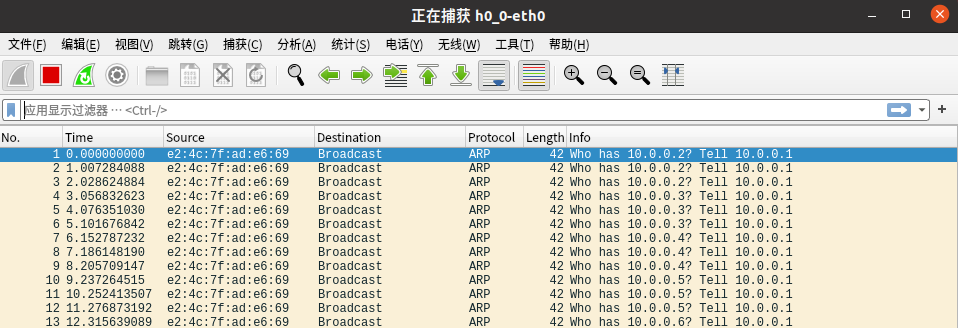 正在捕获 h0_0-eth0
文件(F) 编辑(E) 视图(V) 跳转(G) 捕获(C) 分析(A) 统计(S) 电话(Y) 无线(W) 工具(T) 帮助(H)
应用显示过滤器 … <Ctrl-/>
No. Time Source Destination Protocol Length Info
1 0.000000000 e2:4c:7f:ad:e6:69 Broadcast ARP 42 Who has 10.0.0.2? Tell 10.0.0.1
2 1.007284088 e2:4c:7f:ad:e6:69 Broadcast ARP 42 Who has 10.0.0.2? Tell 10.0.0.1
3 2.028624884 e2:4c:7f:ad:e6:69 Broadcast ARP 42 Who has 10.0.0.2? Tell 10.0.0.1
4 3.056832623 e2:4c:7f:ad:e6:69 Broadcast ARP 42 Who has 10.0.0.3? Tell 10.0.0.1
5 4.076351030 e2:4c:7f:ad:e6:69 Broadcast ARP 42 Who has 10.0.0.3? Tell 10.0.0.1
6 5.101676842 e2:4c:7f:ad:e6:69 Broadcast ARP 42 Who has 10.0.0.3? Tell 10.0.0.1
7 6.152787232 e2:4c:7f:ad:e6:69 Broadcast ARP 42 Who has 10.0.0.4? Tell 10.0.0.1
8 7.186148190 e2:4c:7f:ad:e6:69 Broadcast ARP 42 Who has 10.0.0.4? Tell 10.0.0.1
9 8.205709147 e2:4c:7f:ad:e6:69 Broadcast ARP 42 Who has 10.0.0.4? Tell 10.0.0.1
10 9.237264515 e2:4c:7f:ad:e6:69 Broadcast ARP 42 Who has 10.0.0.5? Tell 10.0.0.1
11 10.252413507 e2:4c:7f:ad:e6:69 Broadcast ARP 42 Who has 10.0.0.5? Tell 10.0.0.1
12 11.276873192 e2:4c:7f:ad:e6:69 Broadcast ARP 42 Who has 10.0.0.5? Tell 10.0.0.1
13 12.315639089 e2:4c:7f:ad:e6:69 Broadcast ARP 42 Who has 10.0.0.6? Tell 10.0.0.1